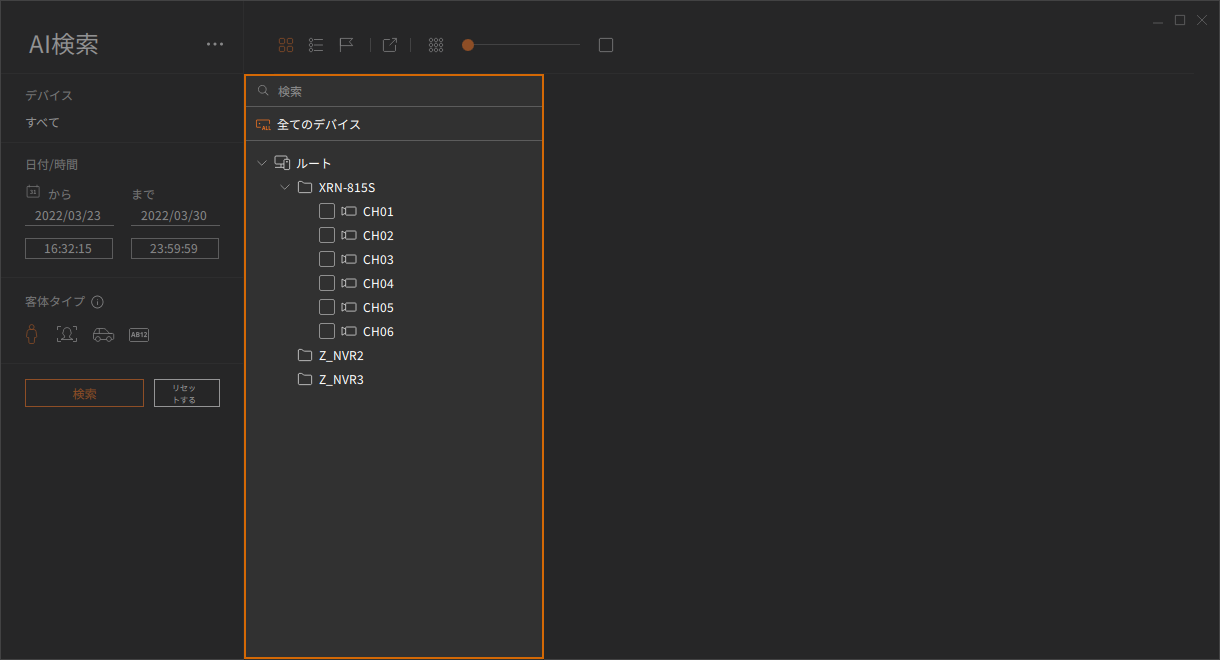 AI検索
デバイス
すべて
日付/時間
31 から まで
2022/03/23 2022/03/30
16:32:15 23:59:59
客体タイプ
AB12
検索
リセッ
トする
検索
ALL 全てのデバイス
ルート
XRN-815S
CH01
CH02
CH03
CH04
CH05
CH06
Z_NVR2
Z_NVR3